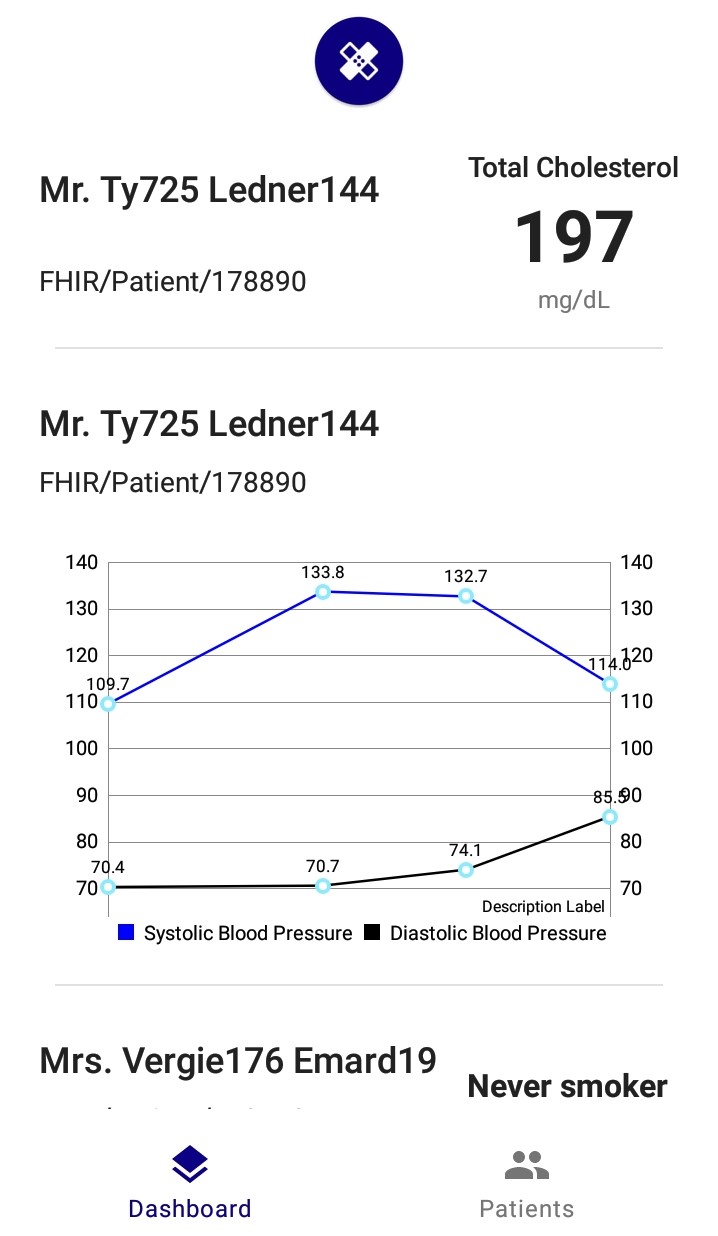 Mr. Ty725 Ledner144
FHIR/Patient/178890
Total Cholesterol
197
mg/dL
Mr. Ty725 Ledner144
FHIR/Patient/178890
140 140
133.8 132.7
130 130
120 120
114.0
109.7
110 110
100 100
90 90
85.5
80 80
74.1
70.4 70.7
70 70
Description Label
Systolic Blood Pressure Diastolic Blood Pressure
Mrs. Vergie176 Emard19
Never smoker
Dashboard Patients